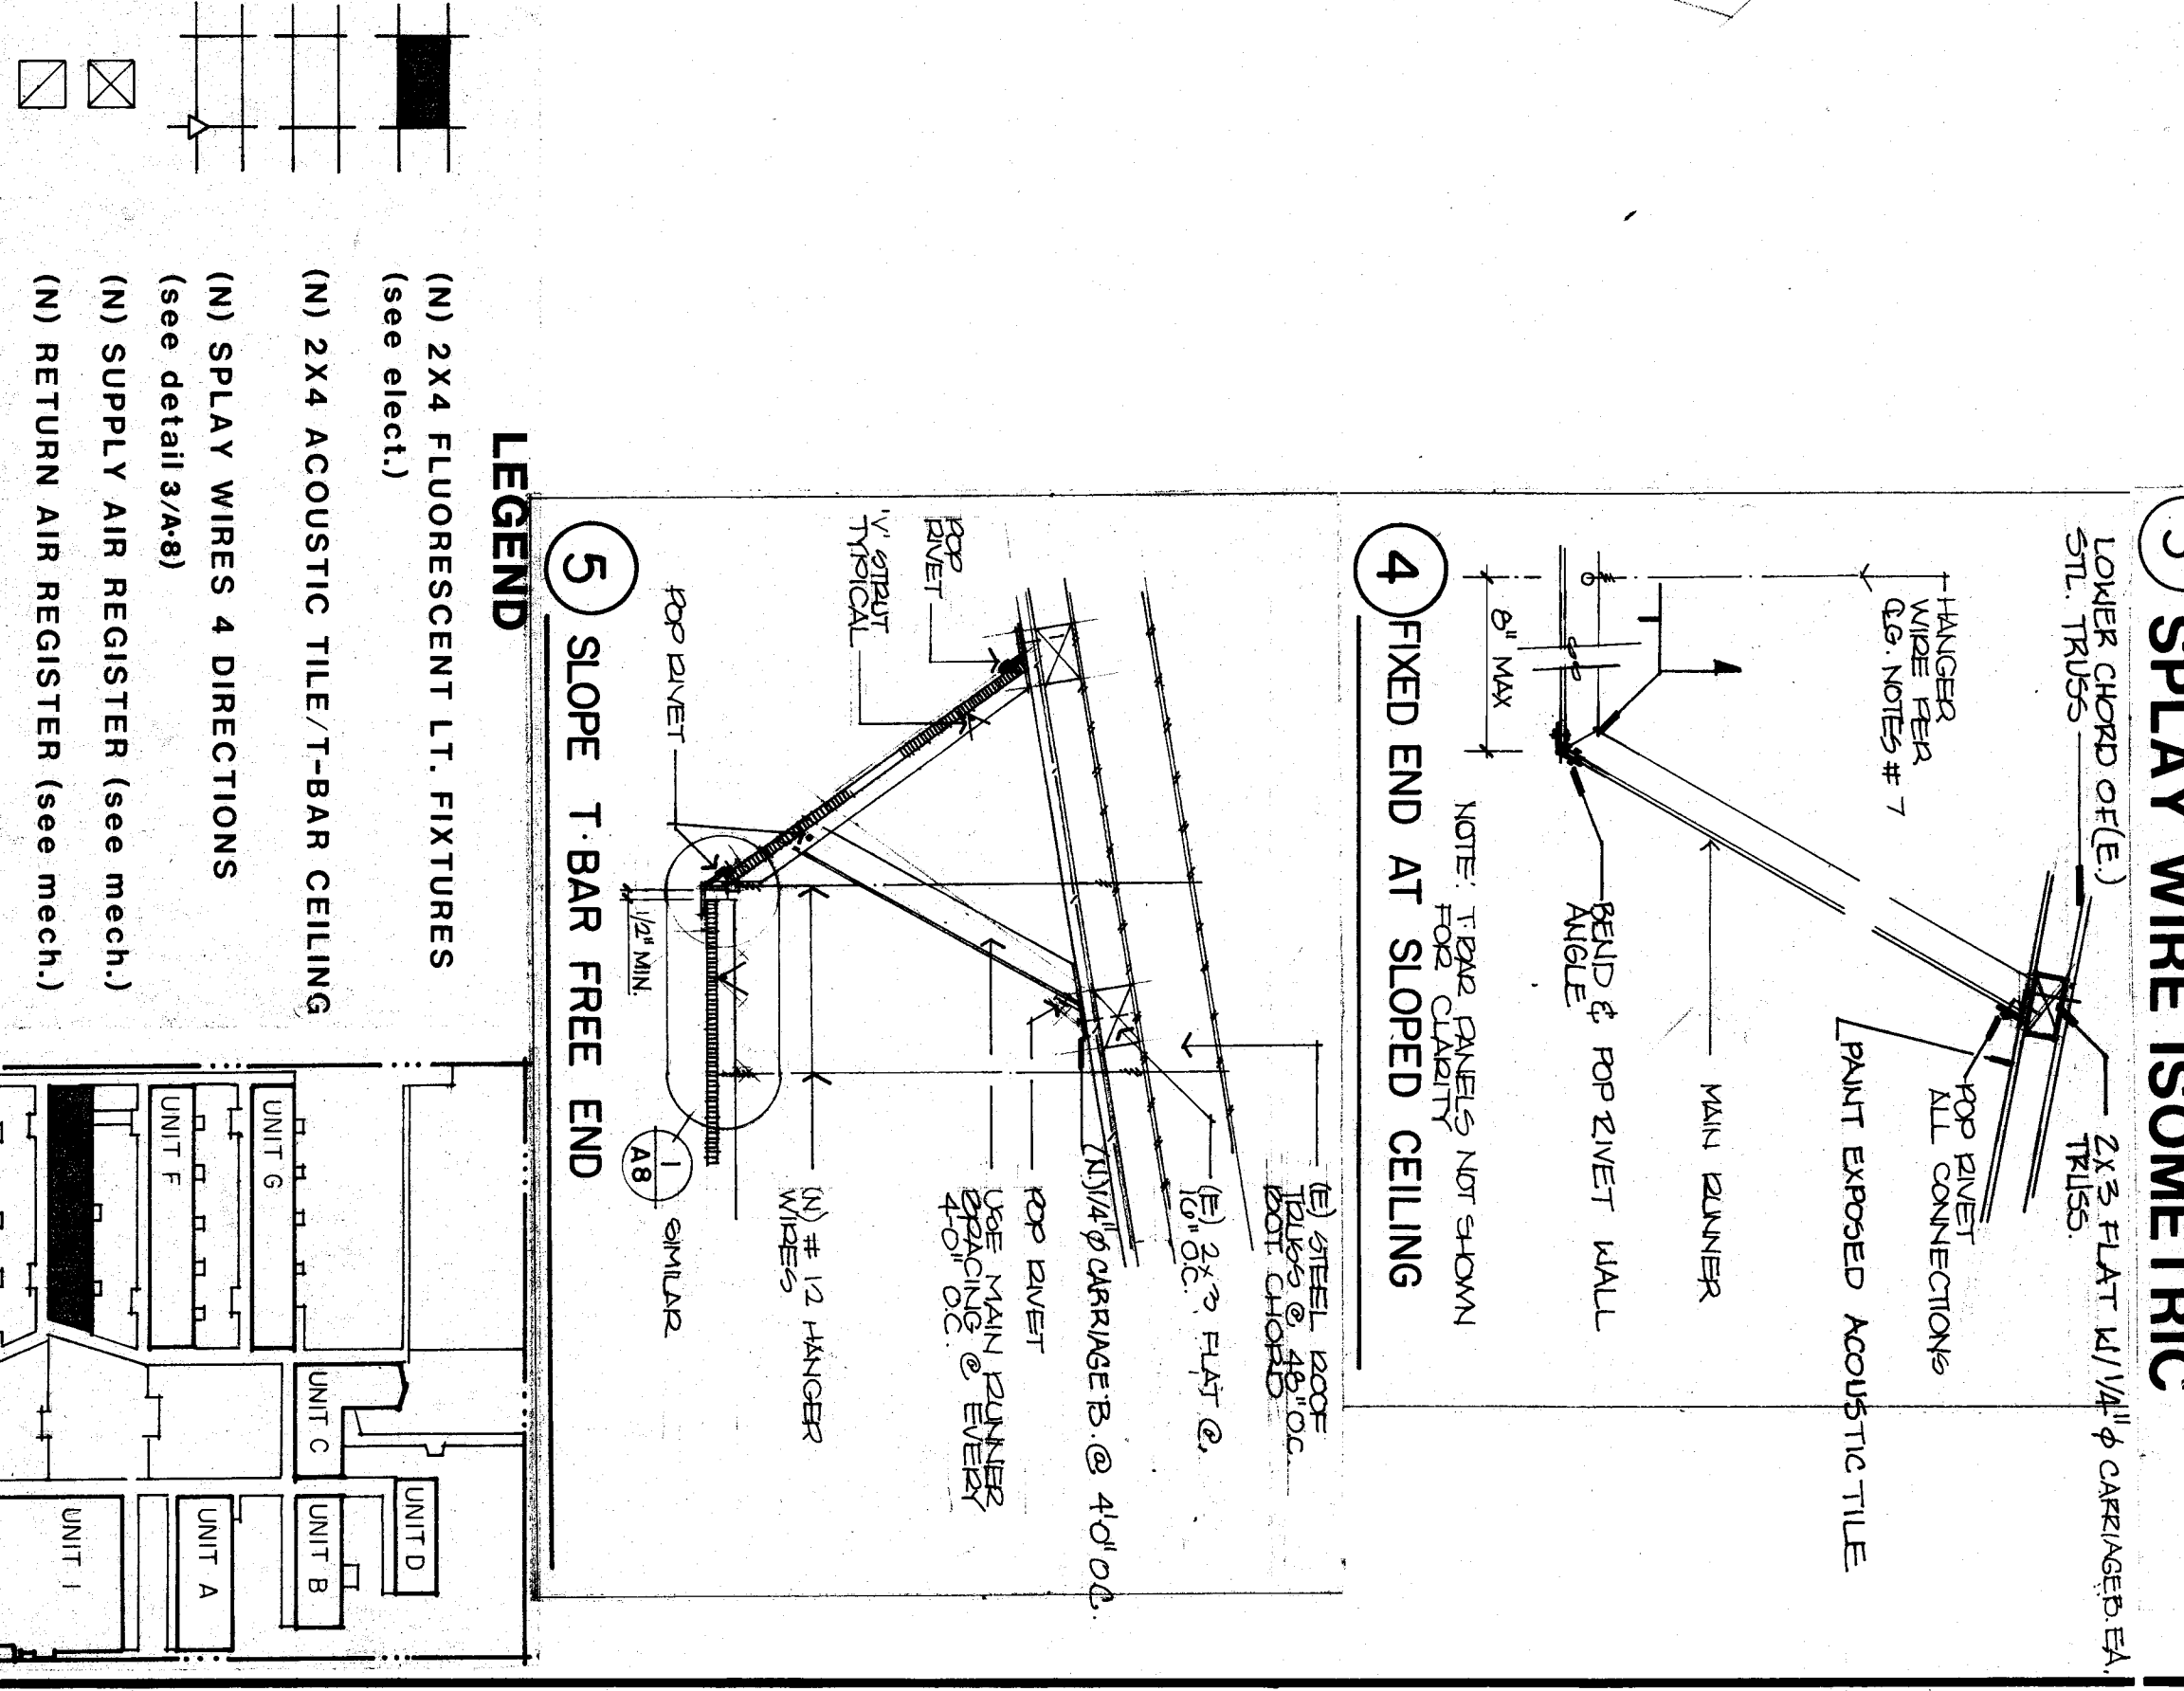 SPLAY WIRE ISOMETRIC
LOWER CHORD OF (E.)
STL. TRUSS
2X3 FLAT W/ 1/4" φ CARRIAGE B. EA.
TRUSS.
HANGER
WIRE PER
CLG. NOTES # 7
POP RIVET
ALL CONNECTIONS
PAINT EXPOSED ACOUSTIC TILE
MAIN RUNNER
BEND & POP RIVET WALL
ANGLE
8" MAX
NOTE: T-BAR PANELS NOT SHOWN
FOR CLARITY
4 FIXED END AT SLOPED CEILING
(E) STEEL ROOF
TRUSS @ 48" O.C.
BOT. CHORD
(E) 2x3 FLAT @
16" O.C.
(N.) 1/4" φ CARRIAGE B. @ 4'0" O.C.
POP RIVET
USE MAIN RUNNER
BRACING @ EVERY
4'-0" O.C.
POP
RIVET
'V' STRUT
TYPICAL
(N) # 12 HANGER
WIRES
POP RIVET
1/2" MIN.
1
A8
SIMILAR
5 SLOPE T-BAR FREE END
LEGEND
(N) 2X4 FLUORESCENT LT. FIXTURES
(see elect.)
(N) 2X4 ACOUSTIC TILE/T-BAR CEILING
(N) SPLAY WIRES 4 DIRECTIONS
(see detail 3/A-8)
(N) SUPPLY AIR REGISTER (see mech.)
(N) RETURN AIR REGISTER (see mech.)
UNIT G
UNIT F
UNIT C
UNIT D
UNIT B
UNIT A
UNIT I